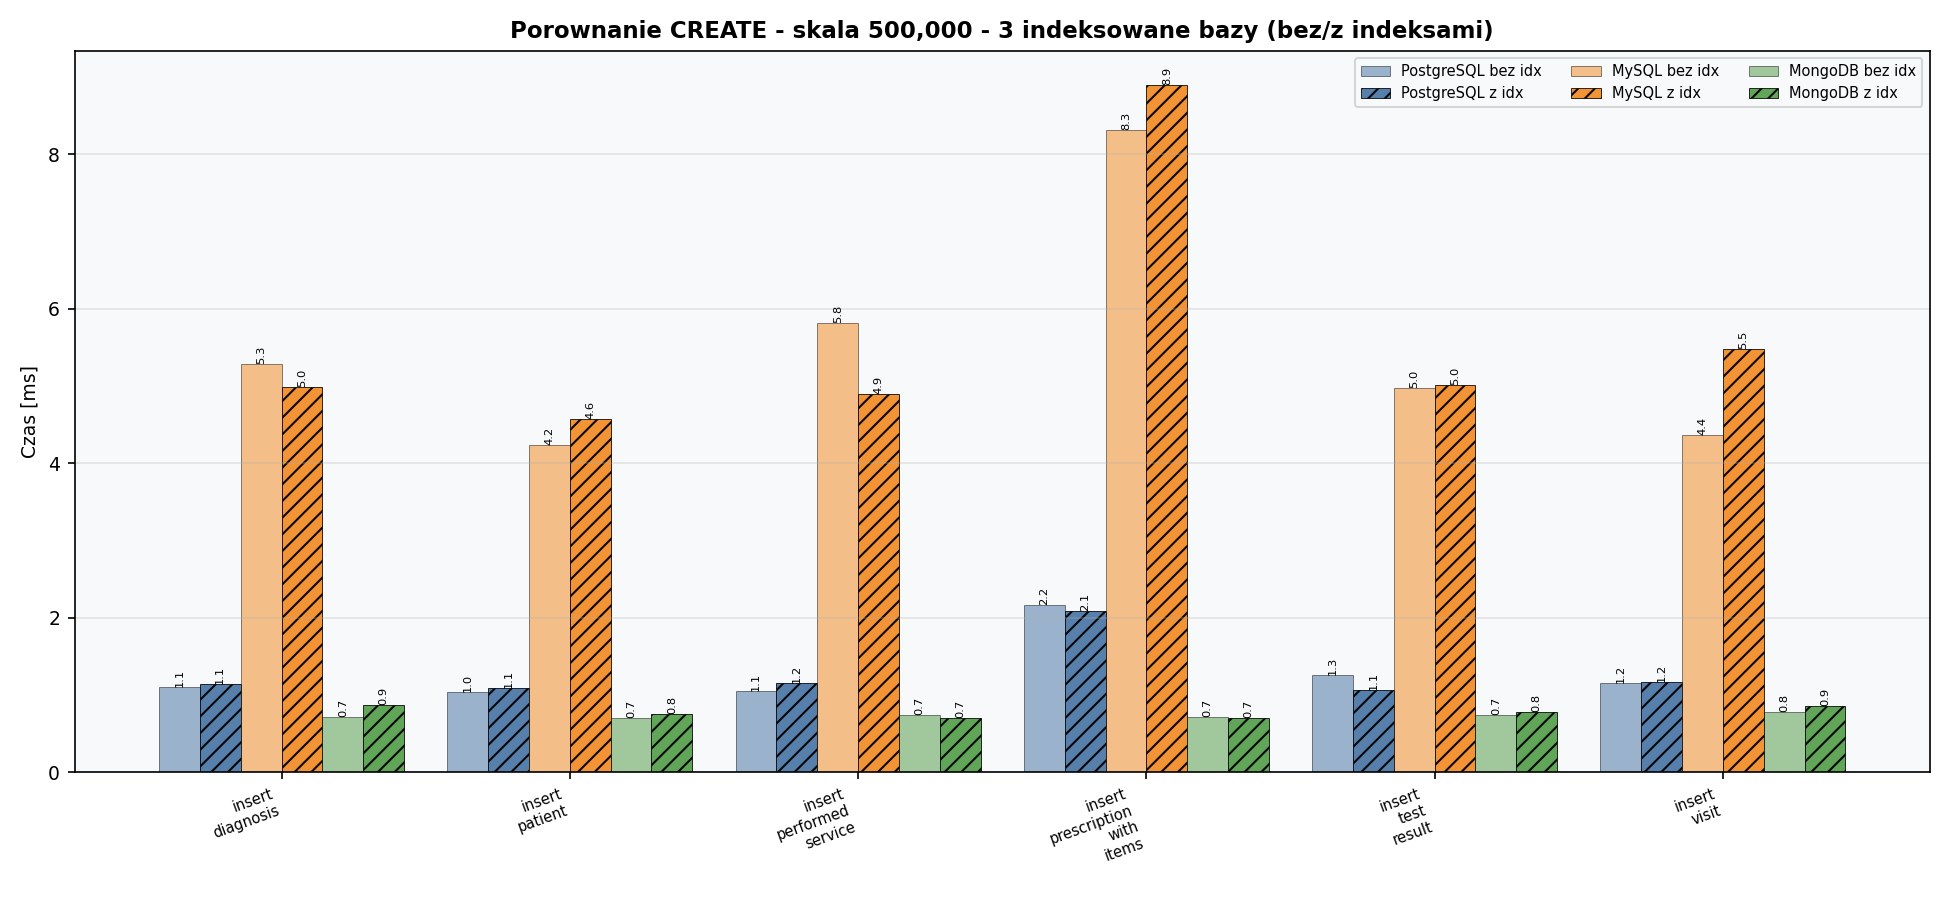 Porownanie CREATE - skala 500,000 - 3 indeksowane bazy (bez/z indeksami)
PostgreSQL bez idx
PostgreSQL z idx
MySQL bez idx
MySQL z idx
MongoDB bez idx
MongoDB z idx
Czas [ms]
8
6
4
2
0
1.1
1.1
5.3
5.0
0.7
0.9
1.0
1.1
4.2
4.6
0.7
0.8
1.1
1.2
5.8
4.9
0.7
0.7
2.2
2.1
8.3
8.9
0.7
0.7
1.3
1.1
5.0
5.0
0.7
0.8
1.2
1.2
4.4
5.5
0.8
0.9
insert
diagnosis
insert
patient
insert
performed
service
insert
prescription
with
items
insert
test
result
insert
visit